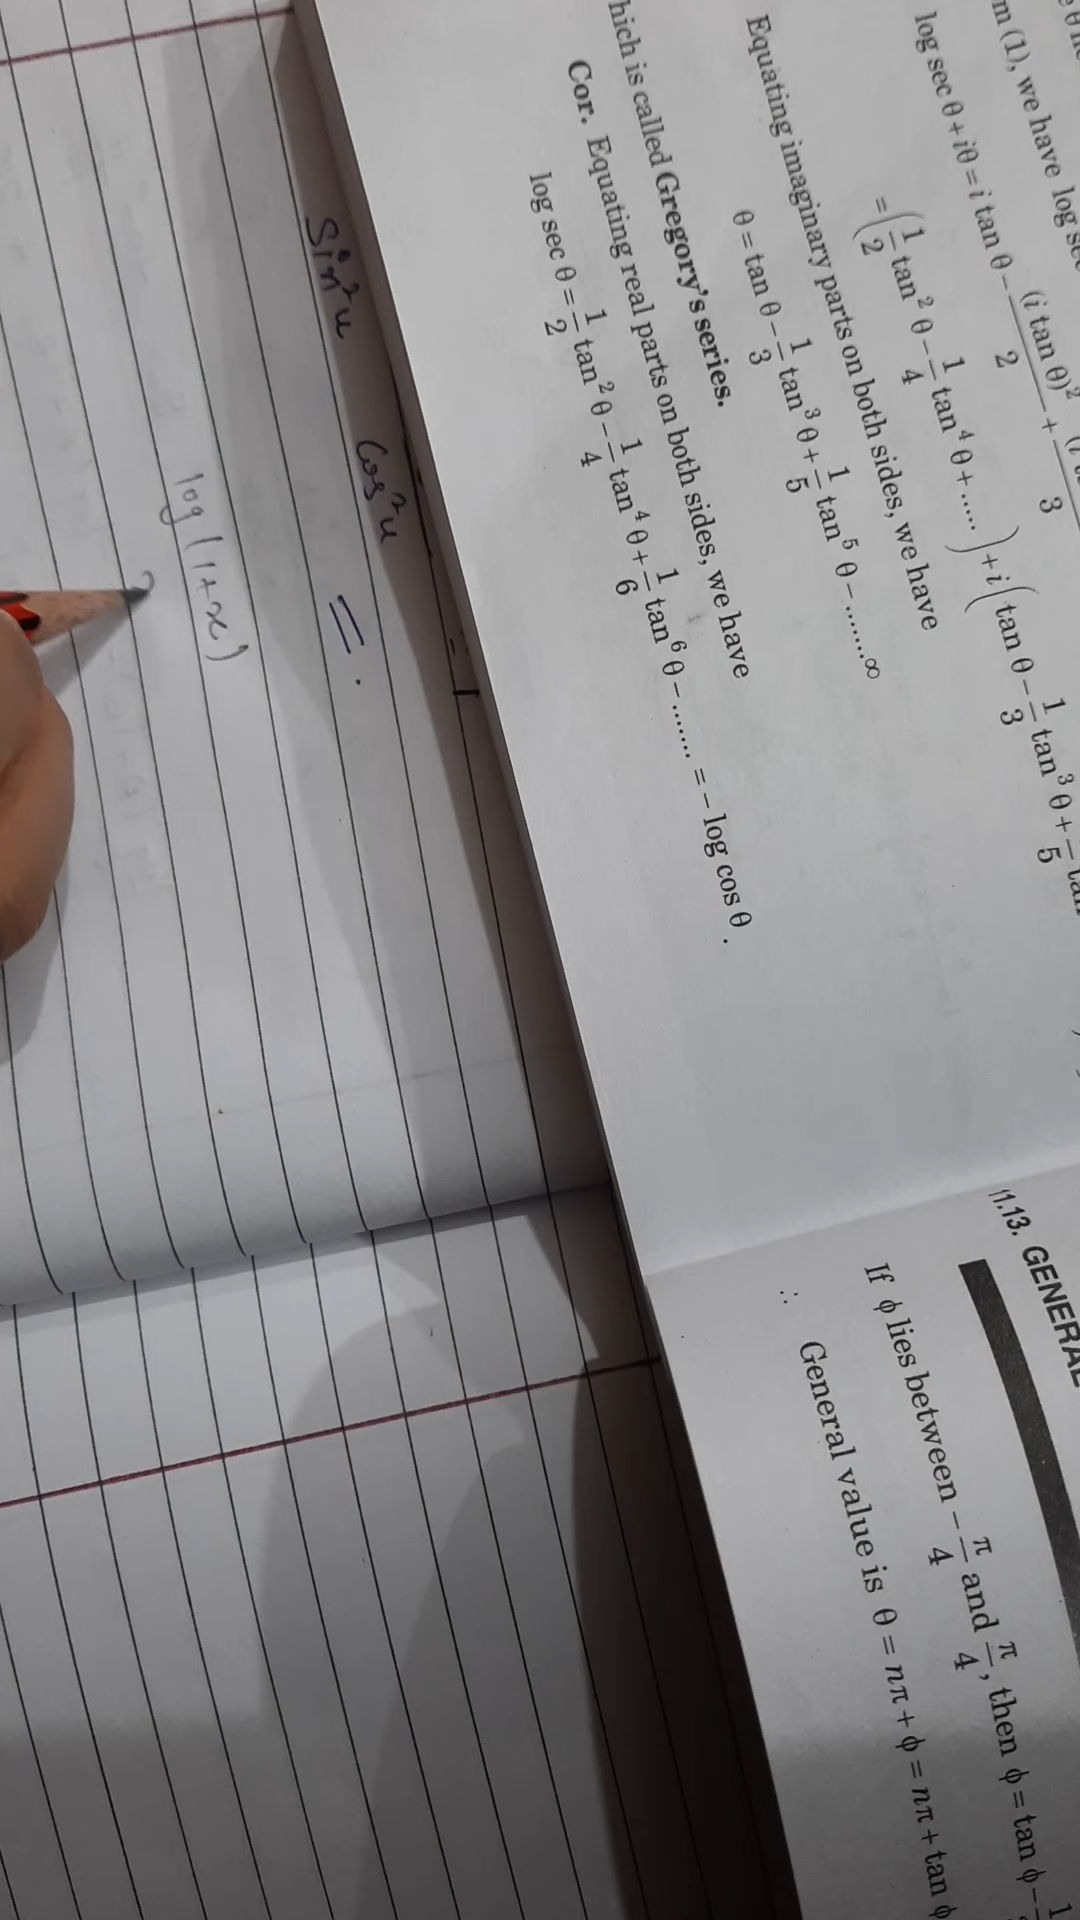 m (1), we have log sec
log sec θ + iθ = i tan θ − (i tan θ)²/2 +
= (1/2 tan² θ − 1/4 tan⁴ θ + ......) + i (tan θ − 1/3 tan³ θ + 1/5 tan
Equating imaginary parts on both sides, we have
θ = tan θ − 1/3 tan³ θ + 1/5 tan⁵ θ − ........∞
hich is called Gregory's series.
Cor. Equating real parts on both sides, we have
log sec θ = 1/2 tan² θ − 1/4 tan⁴ θ + 1/6 tan⁶ θ − ....... = − log cos θ .
11.13. GENERAL
If ϕ lies between − π/4 and π/4, then ϕ = tan ϕ − 1
∴ General value is θ = nπ + ϕ = nπ + tan ϕ
= 1
Sin²u Cos²u = .
log (1+x)